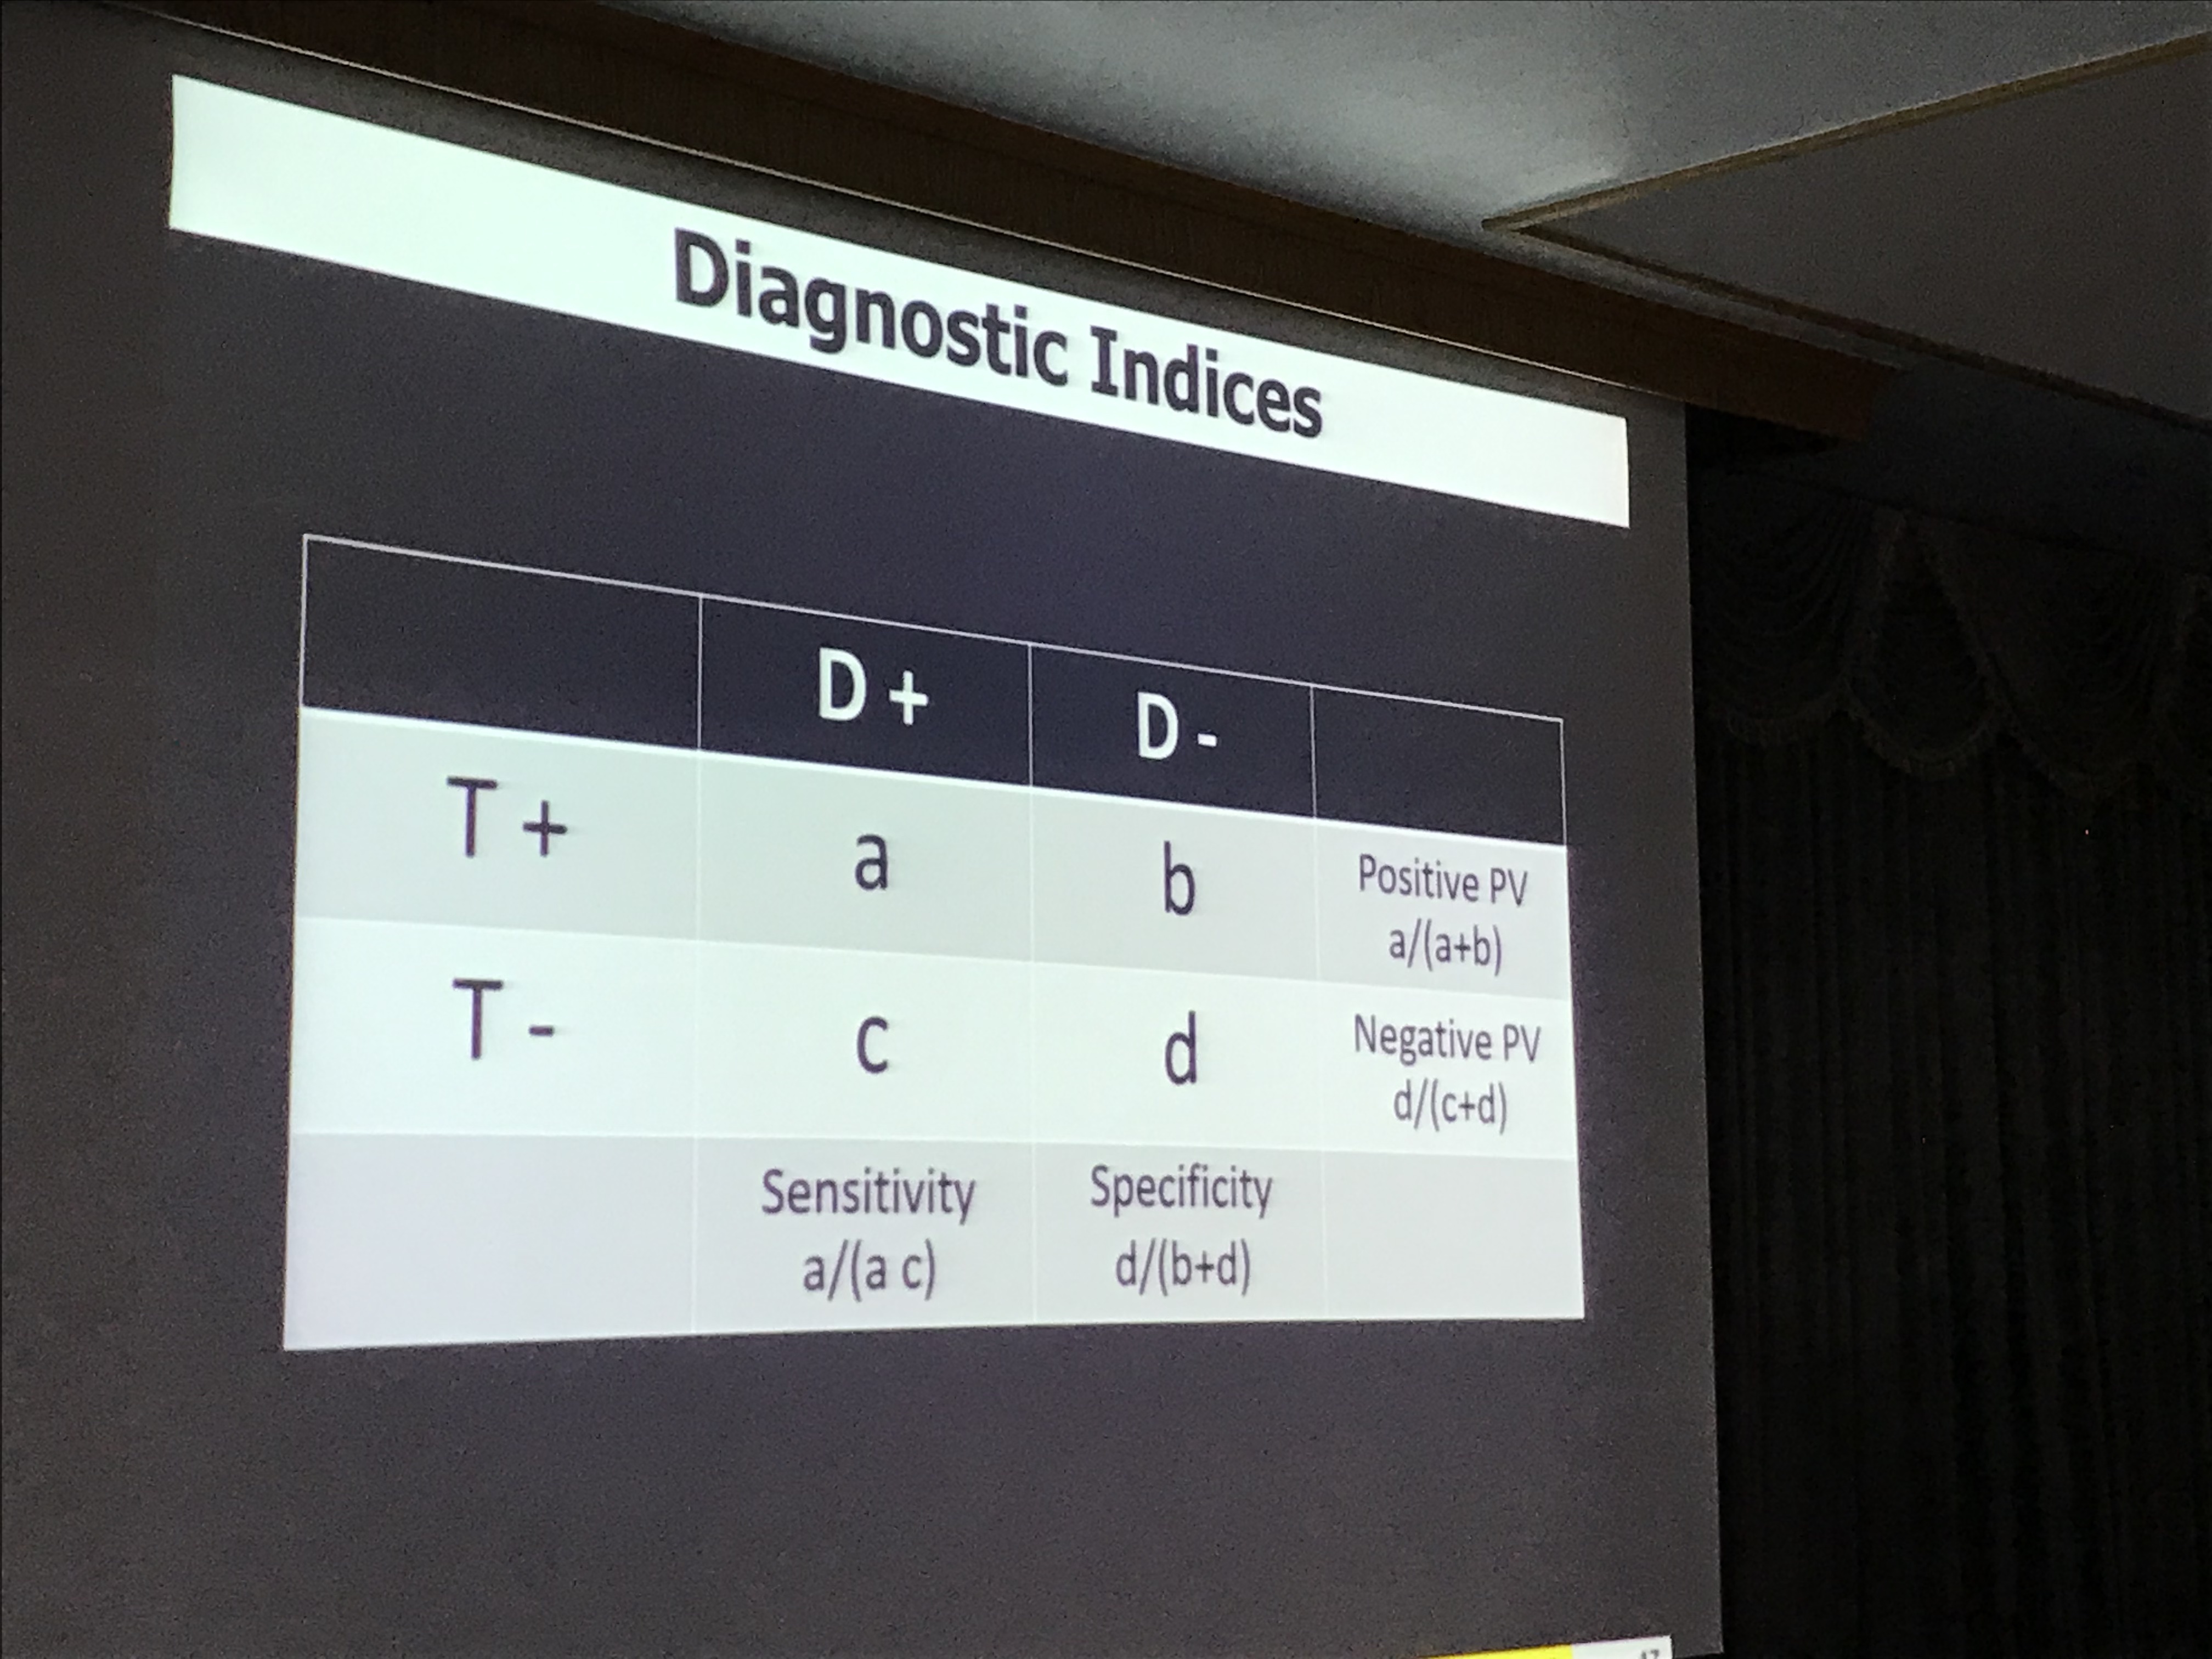 Diagnostic Indices
D + D -
T + a b Positive PV
a/(a+b)
T - c d Negative PV
d/(c+d)
Sensitivity Specificity
a/(a c) d/(b+d)